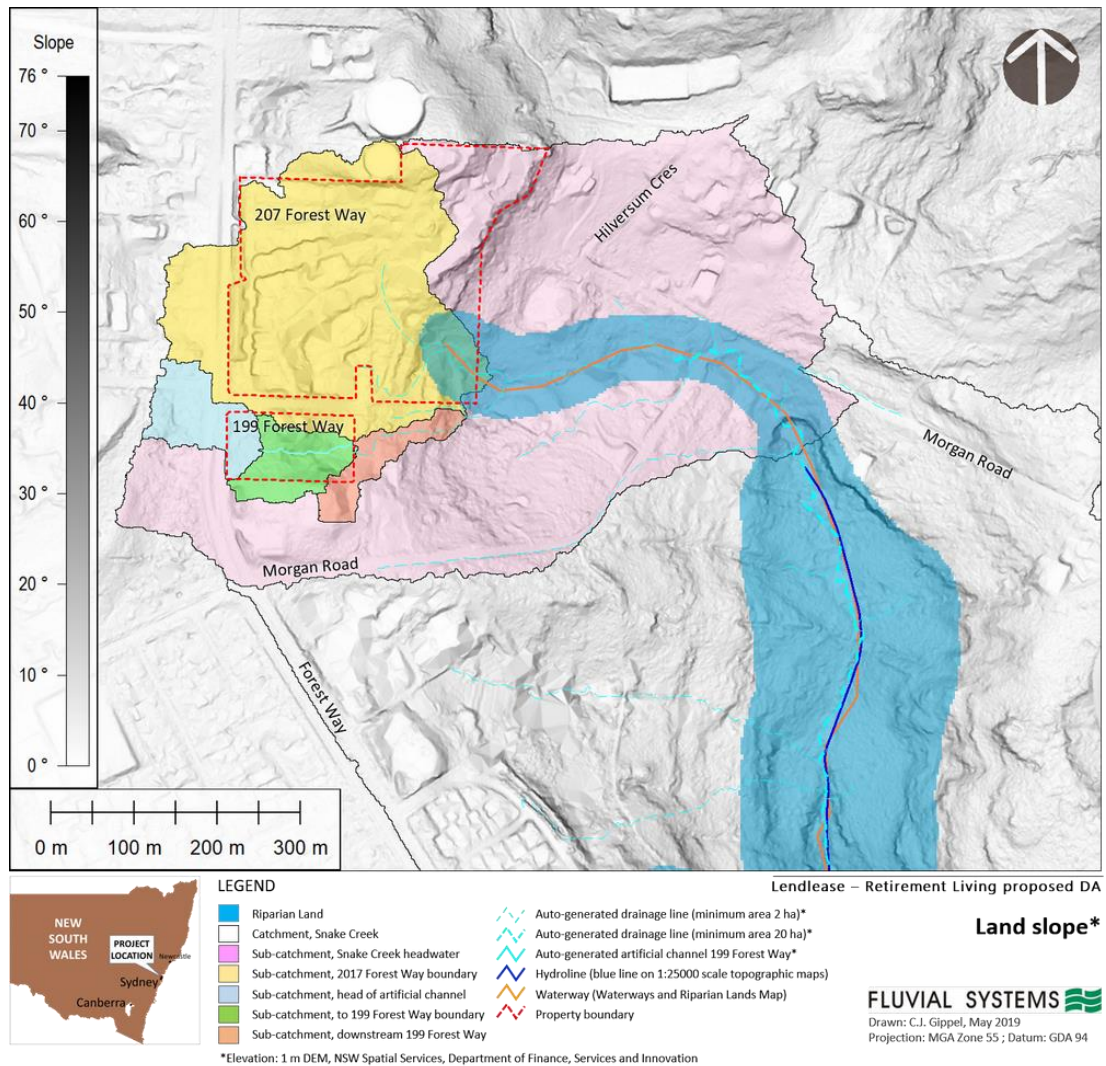 Slope
76 °
70 °
60 °
50 °
40 °
30 °
20 °
10 °
0 °
207 Forest Way
Hilversum Cres
199 Forest Way
Morgan Road
Morgan Road
Forest Way
0 m 100 m 200 m 300 m
NEW SOUTH WALES
PROJECT LOCATION
Newcastle
Sydney
Canberra
LEGEND
Riparian Land
Catchment, Snake Creek
Sub-catchment, Snake Creek headwater
Sub-catchment, 2017 Forest Way boundary
Sub-catchment, head of artificial channel
Sub-catchment, to 199 Forest Way boundary
Sub-catchment, downstream 199 Forest Way
Auto-generated drainage line (minimum area 2 ha)*
Auto-generated drainage line (minimum area 20 ha)*
Auto-generated artificial channel 199 Forest Way*
Hydroline (blue line on 1:25000 scale topographic maps)
Waterway (Waterways and Riparian Lands Map)
Property boundary
*Elevation: 1 m DEM, NSW Spatial Services, Department of Finance, Services and Innovation
Lendlease – Retirement Living proposed DA
Land slope*
FLUVIAL SYSTEMS
Drawn: C.J. Gippel, May 2019
Projection: MGA Zone 55 ; Datum: GDA 94